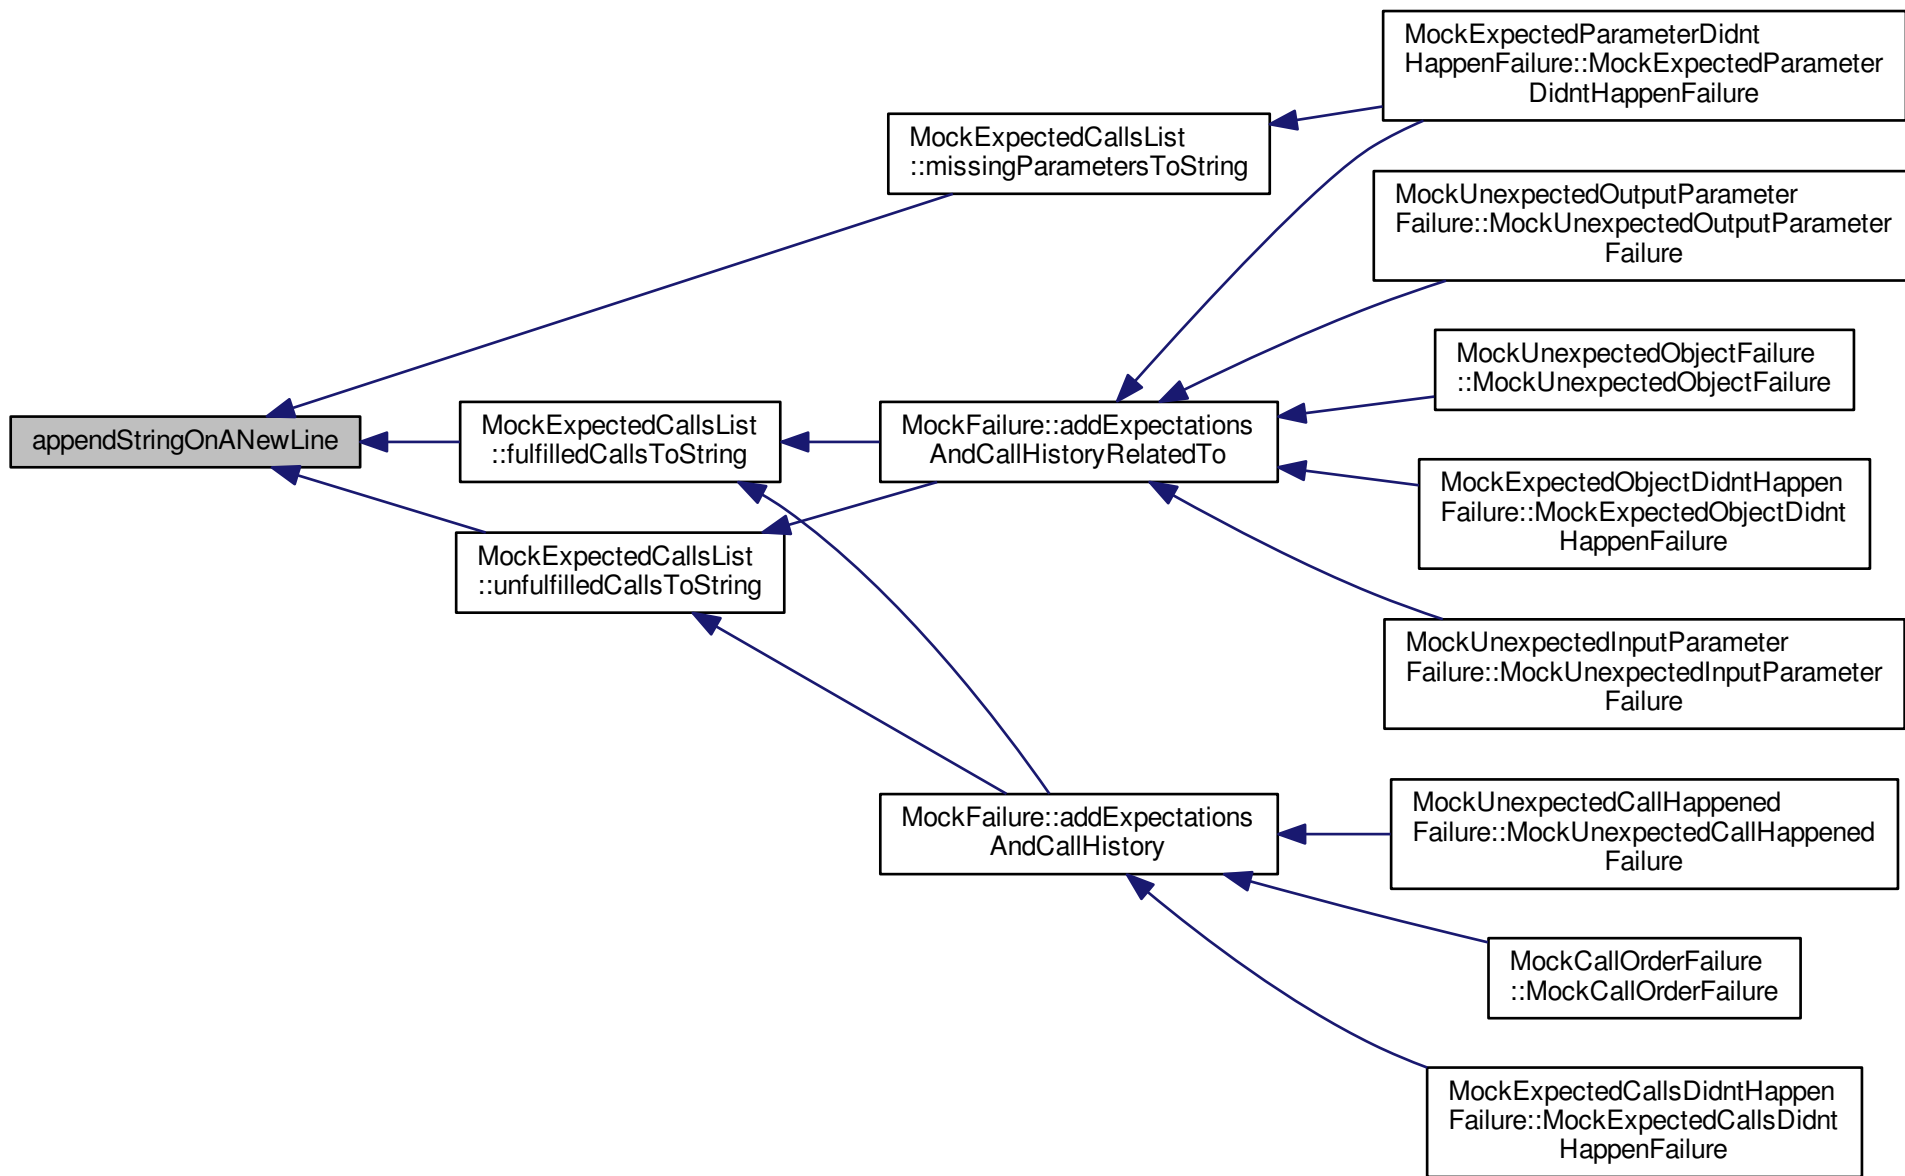 appendStringOnANewLine
MockExpectedCallsList
::missingParametersToString
MockExpectedCallsList
::fulfilledCallsToString
MockExpectedCallsList
::unfulfilledCallsToString
MockFailure::addExpectations
AndCallHistoryRelatedTo
MockFailure::addExpectations
AndCallHistory
MockExpectedParameterDidnt
HappenFailure::MockExpectedParameter
DidntHappenFailure
MockUnexpectedOutputParameter
Failure::MockUnexpectedOutputParameter
Failure
MockUnexpectedObjectFailure
::MockUnexpectedObjectFailure
MockExpectedObjectDidntHappen
Failure::MockExpectedObjectDidnt
HappenFailure
MockUnexpectedInputParameter
Failure::MockUnexpectedInputParameter
Failure
MockUnexpectedCallHappened
Failure::MockUnexpectedCallHappened
Failure
MockCallOrderFailure
::MockCallOrderFailure
MockExpectedCallsDidntHappen
Failure::MockExpectedCallsDidnt
HappenFailure